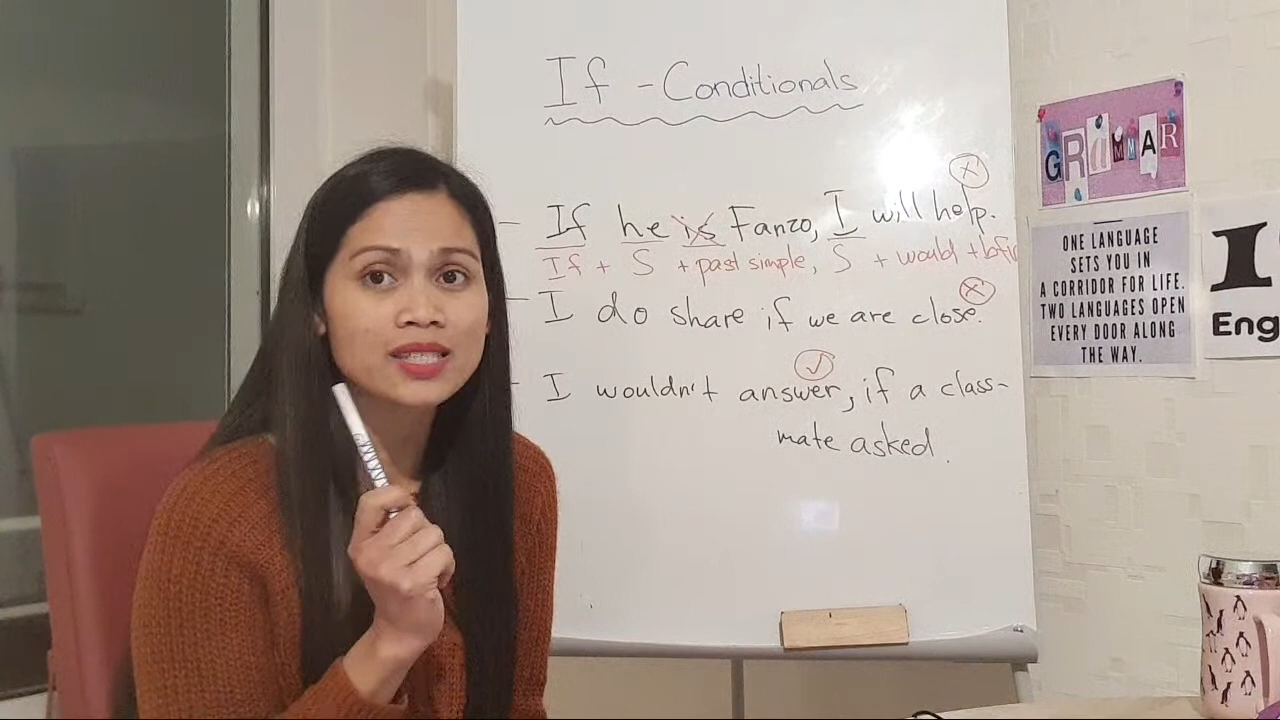 If - Conditionals
- If he is Fanzo, I will help.
If + S + past simple, S + would + bfin
- I do share if we are close.
- I wouldn't answer, if a class-
mate asked.
GRAMMAR
ONE LANGUAGE
SETS YOU IN
A CORRIDOR FOR LIFE.
TWO LANGUAGES OPEN
EVERY DOOR ALONG
THE WAY.
I
Eng